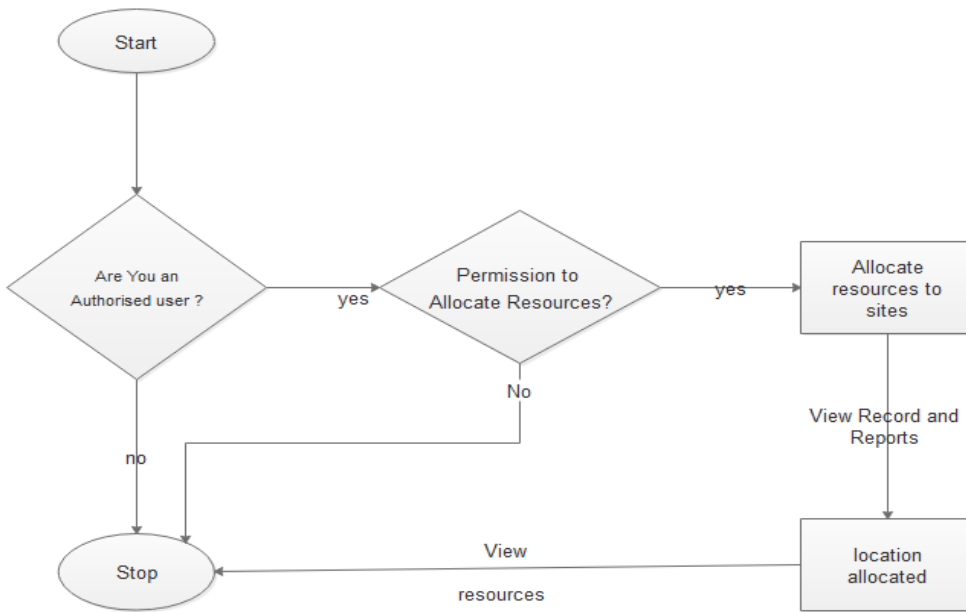 Start
Are You an
Authorised user ?
yes
Permission to
Allocate Resources?
yes
Allocate
resources to
sites
No
View Record and
Reports
no
Stop
View
resources
location
allocated